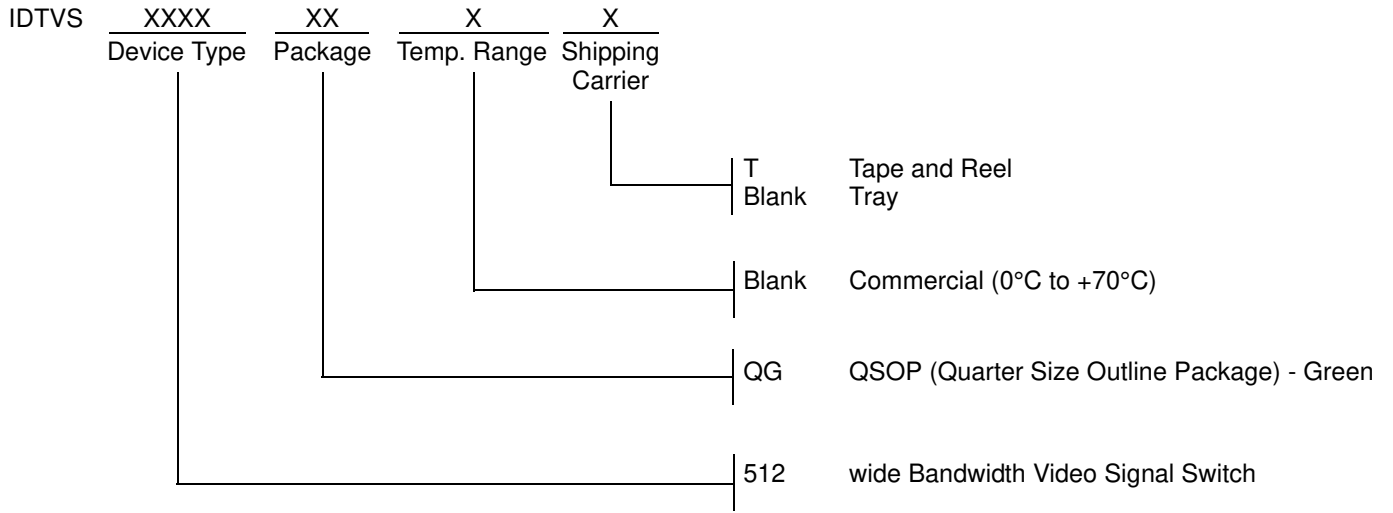 IDTVS XXXX XX X X
Device Type Package Temp. Range Shipping
Carrier
T Tape and Reel
Blank Tray
Blank Commercial (0°C to +70°C)
QG QSOP (Quarter Size Outline Package) - Green
512 wide Bandwidth Video Signal Switch